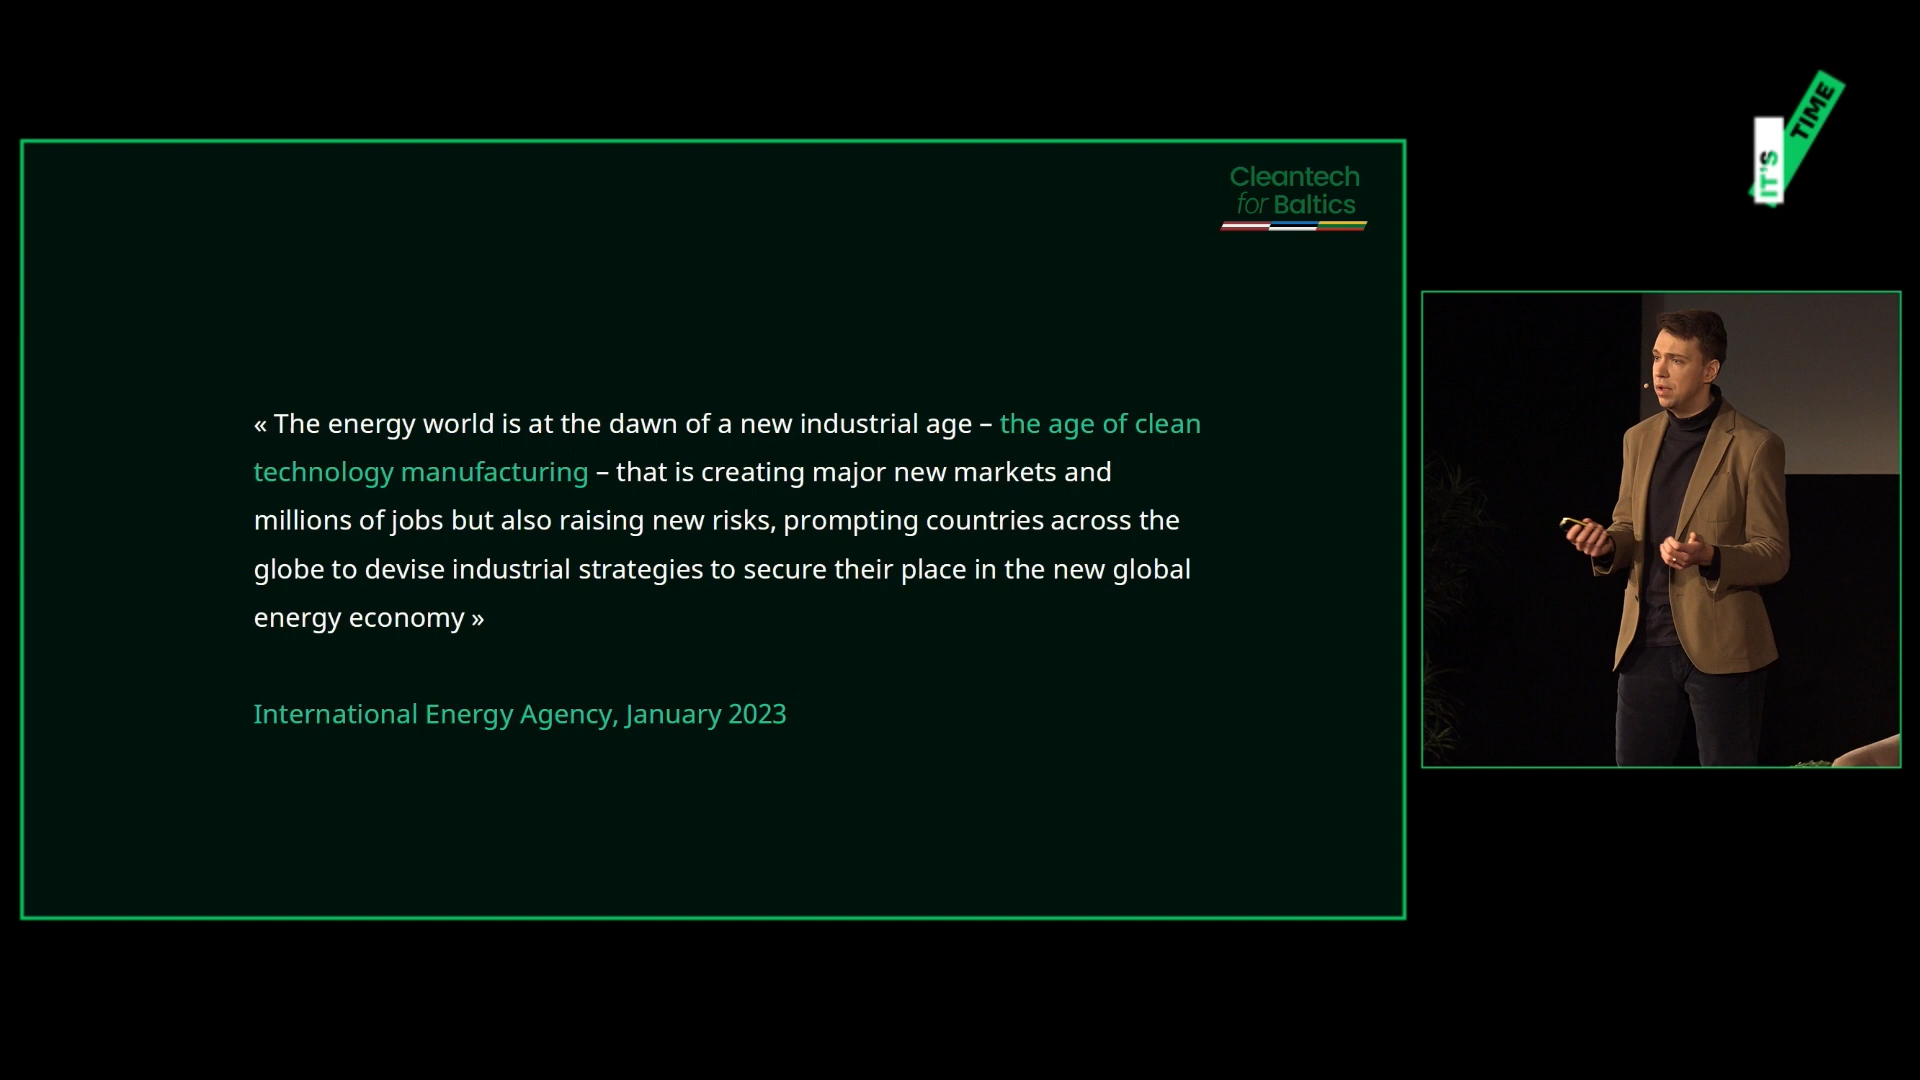 IT'S TIME
Cleantech
for Baltics
« The energy world is at the dawn of a new industrial age – the age of clean
technology manufacturing – that is creating major new markets and
millions of jobs but also raising new risks, prompting countries across the
globe to devise industrial strategies to secure their place in the new global
energy economy »
International Energy Agency, January 2023